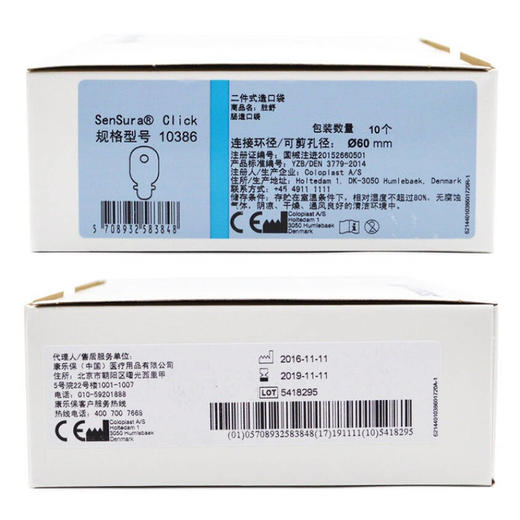 SenSura® Click
规格型号 10386
5 708932 583848
二件式造口袋
商品名：胜舒
肠造口袋
包装数量 10个
连接环径/可剪孔径：Ø60 mm
注册证编号：国械注进20152660501
产品标准编号：YZB/DEN 3779-2014
注册人/生产企业：Coloplast A/S
住所/生产地址：Holtedam 1, DK-3050 Humlebaek, Denmark
联系方式：+45 4911 1111
储存条件：存贮在室温条件下，相对湿度不超过80%、无腐蚀
气体，阴凉、干燥、通风良好的清洁环境中。
CE
Coloplast A/S
Holtedam 1
3050 Humlebaek
Denmark
代理人/售后服务单位：
康乐保（中国）医疗用品有限公司
住所：北京市朝阳区曙光西里甲
5号院22号楼1001-1007
电话：010-59201888
康乐保客户服务热线
热线电话：400 700 7668
CE
Coloplast A/S
Holtedam 1
3050 Humlebaek
Denmark
2016-11-11
2019-11-11
LOT 5418295
(01)05708932583848(17)191111(10)5418295